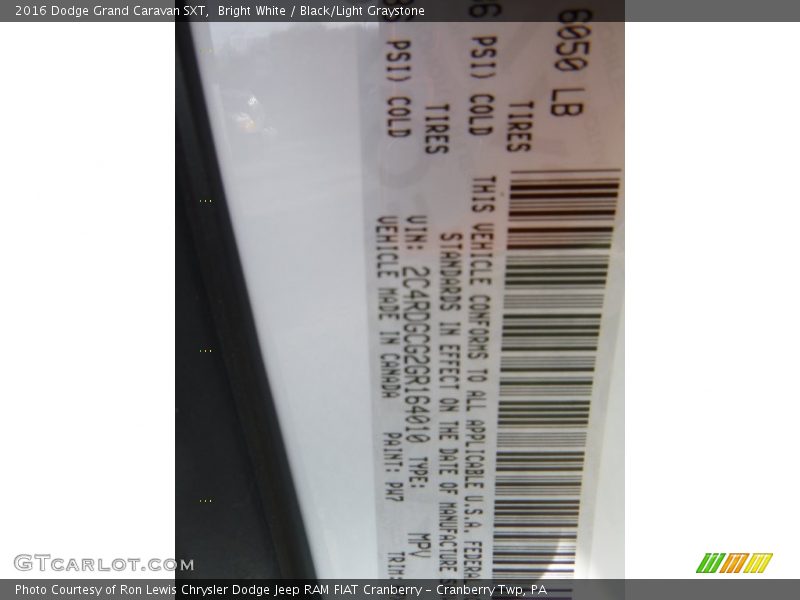 2016 Dodge Grand Caravan SXT, Bright White / Black/Light Graystone
6050 LB
TIRES
PSI) COLD
TIRES
PSI) COLD
THIS VEHICLE CONFORMS TO ALL APPLICABLE U.S.A.
STANDARDS IN EFFECT ON THE DATE OF MANUFACTURE
VIN: 2C4RDGCG2GR164010 TYPE: MPV
VEHICLE MADE IN CANADA PAINT: PW7 TRIM:
GTcarlot.com
Photo Courtesy of Ron Lewis Chrysler Dodge Jeep RAM FIAT Cranberry - Cranberry Twp, PA